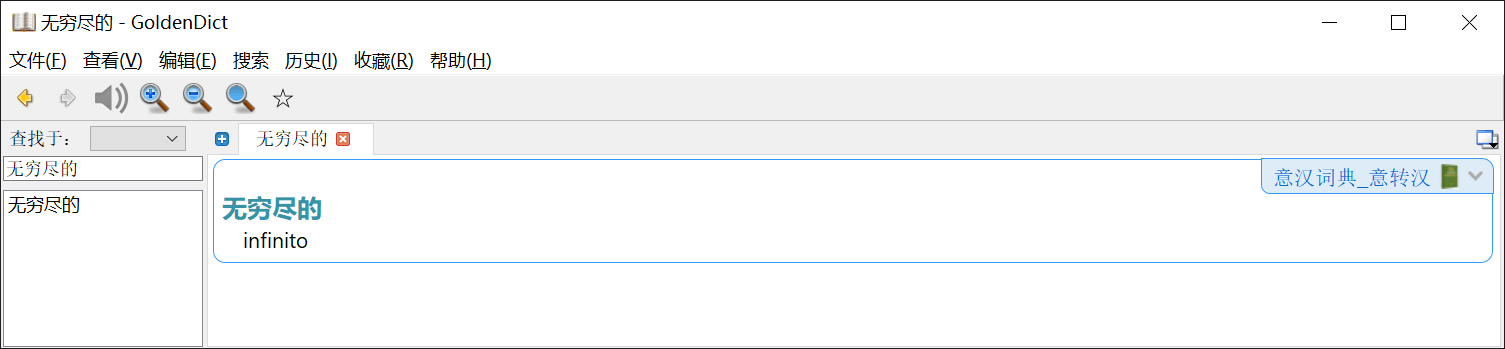 无穷尽的 - GoldenDict
文件(F) 查看(V) 编辑(E) 搜索 历史(I) 收藏(R) 帮助(H)
查找于：
无穷尽的
无穷尽的
无穷尽的
意汉词典_意转汉
无穷尽的
infinito